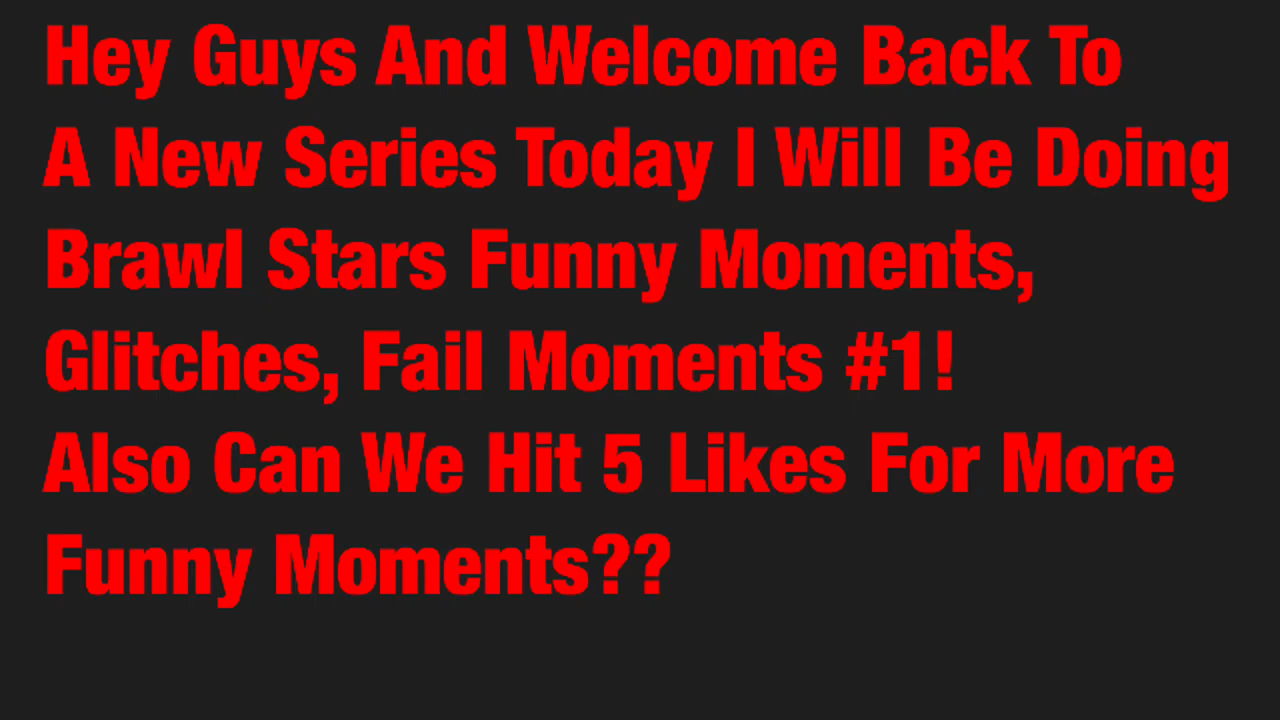 Hey Guys And Welcome Back To
A New Series Today I Will Be Doing
Brawl Stars Funny Moments,
Glitches, Fail Moments #1!
Also Can We Hit 5 Likes For More
Funny Moments??